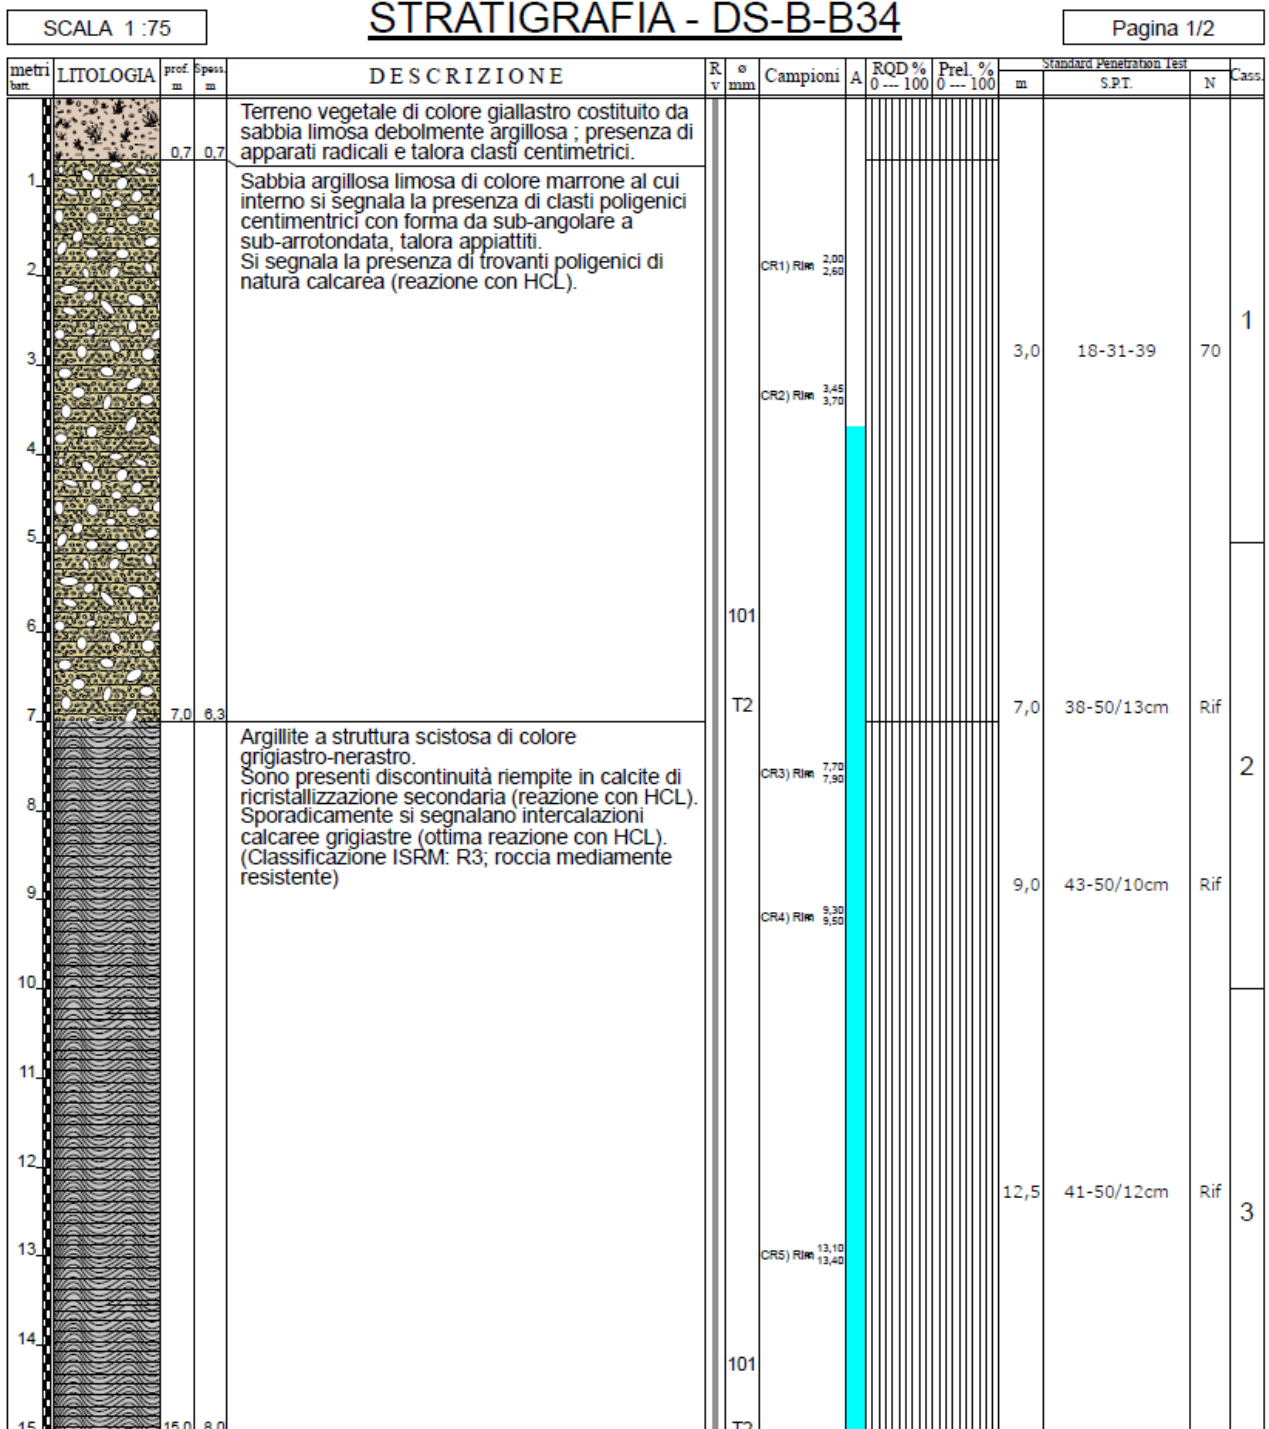 SCALA 1 :75
STRATIGRAFIA - DS-B-B34
Pagina 1/2
metri
batt.
LITOLOGIA
prof.
m
Spess.
m
DESCRIZIONE
R
v
ø
mm
Campioni
A
RQD %
0 --- 100
Prel. %
0 --- 100
Standard Penetration Test
m
S.P.T.
N
Cass.
Terreno vegetale di colore giallastro costituito da
sabbia limosa debolmente argillosa ; presenza di
apparati radicali e talora clasti centimetrici.
0,7 0,7
Sabbia argillosa limosa di colore marrone al cui
interno si segnala la presenza di clasti poligenici
centimentrici con forma da sub-angolare a
sub-arrotondata, talora appiattiti.
Si segnala la presenza di trovanti poligenici di
natura calcarea (reazione con HCL).
1
2
CR1) Rim 2,00
2,60
1
3
3,0 18-31-39 70
CR2) Rim 3,45
3,70
4
5
6
101
T2
7
7,0 6,3
7,0 38-50/13cm Rif
Argillite a struttura scistosa di colore
grigiastro-nerastro.
Sono presenti discontinuità riempite in calcite di
ricristallizzazione secondaria (reazione con HCL).
Sporadicamente si segnalano intercalazioni
calcaree grigiastre (ottima reazione con HCL).
(Classificazione ISRM: R3; roccia mediamente
resistente)
CR3) Rim 7,70
7,90
2
8
9
9,0 43-50/10cm Rif
CR4) Rim 9,30
9,50
10
11
12
12,5 41-50/12cm Rif
3
13
CR5) Rim 13,10
13,40
14
101
15
15,0 8,0
T2